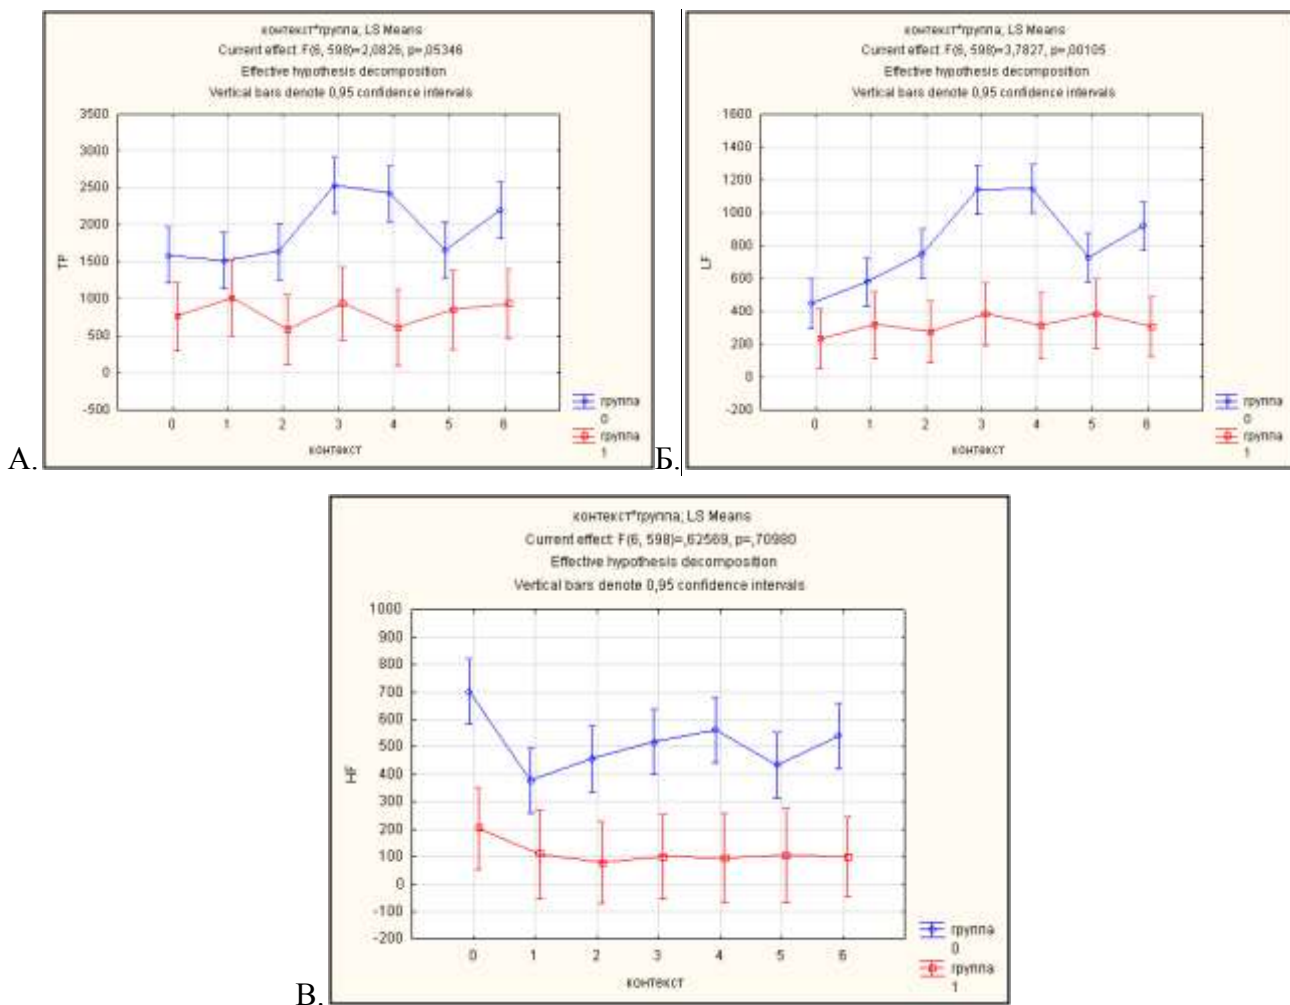 контекст*группа; LS Means
Current effect: F(6, 598)=2,0826, p=,05346
Effective hypothesis decomposition
Vertical bars denote 0,95 confidence intervals
3500
3000
2500
2000
1500
1000
500
0
-500
TP
0 1 2 3 4 5 6
контекст
группа
0
группа
1
А.
контекст*группа; LS Means
Current effect: F(6, 598)=3,7827, p=,00105
Effective hypothesis decomposition
Vertical bars denote 0,95 confidence intervals
1600
1400
1200
1000
800
600
400
200
0
-200
LF
0 1 2 3 4 5 6
контекст
группа
0
группа
1
Б.
контекст*группа; LS Means
Current effect: F(6, 598)=,62569, p=,70980
Effective hypothesis decomposition
Vertical bars denote 0,95 confidence intervals
1000
900
800
700
600
500
400
300
200
100
0
-100
-200
HF
0 1 2 3 4 5 6
контекст
группа
0
группа
1
В.